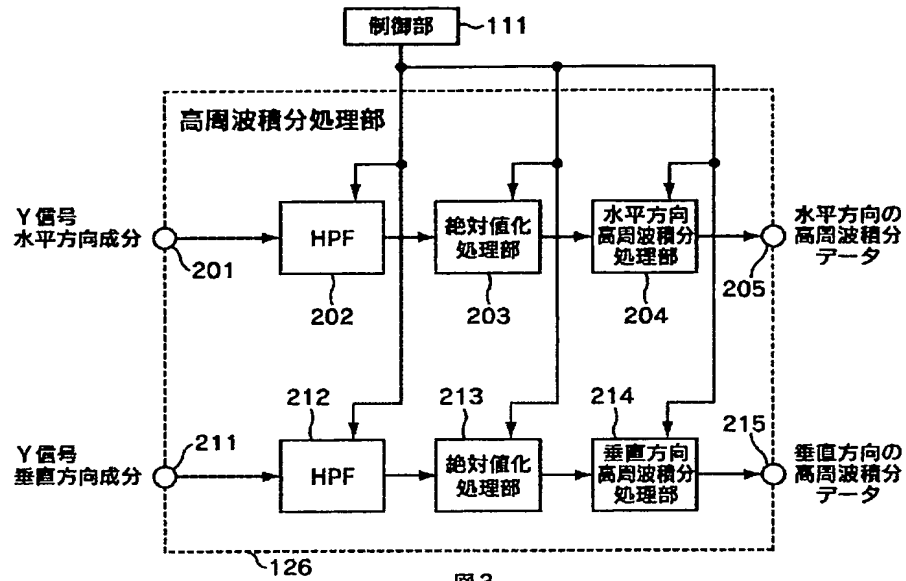 制御部
111
高周波積分処理部
Y信号
水平方向成分
201
HPF
202
絶対値化
処理部
203
水平方向
高周波積分
処理部
204
水平方向の
高周波積分
データ
205
Y信号
垂直方向成分
211
212
HPF
213
絶対値化
処理部
214
垂直方向
高周波積分
処理部
215
垂直方向の
高周波積分
データ
126